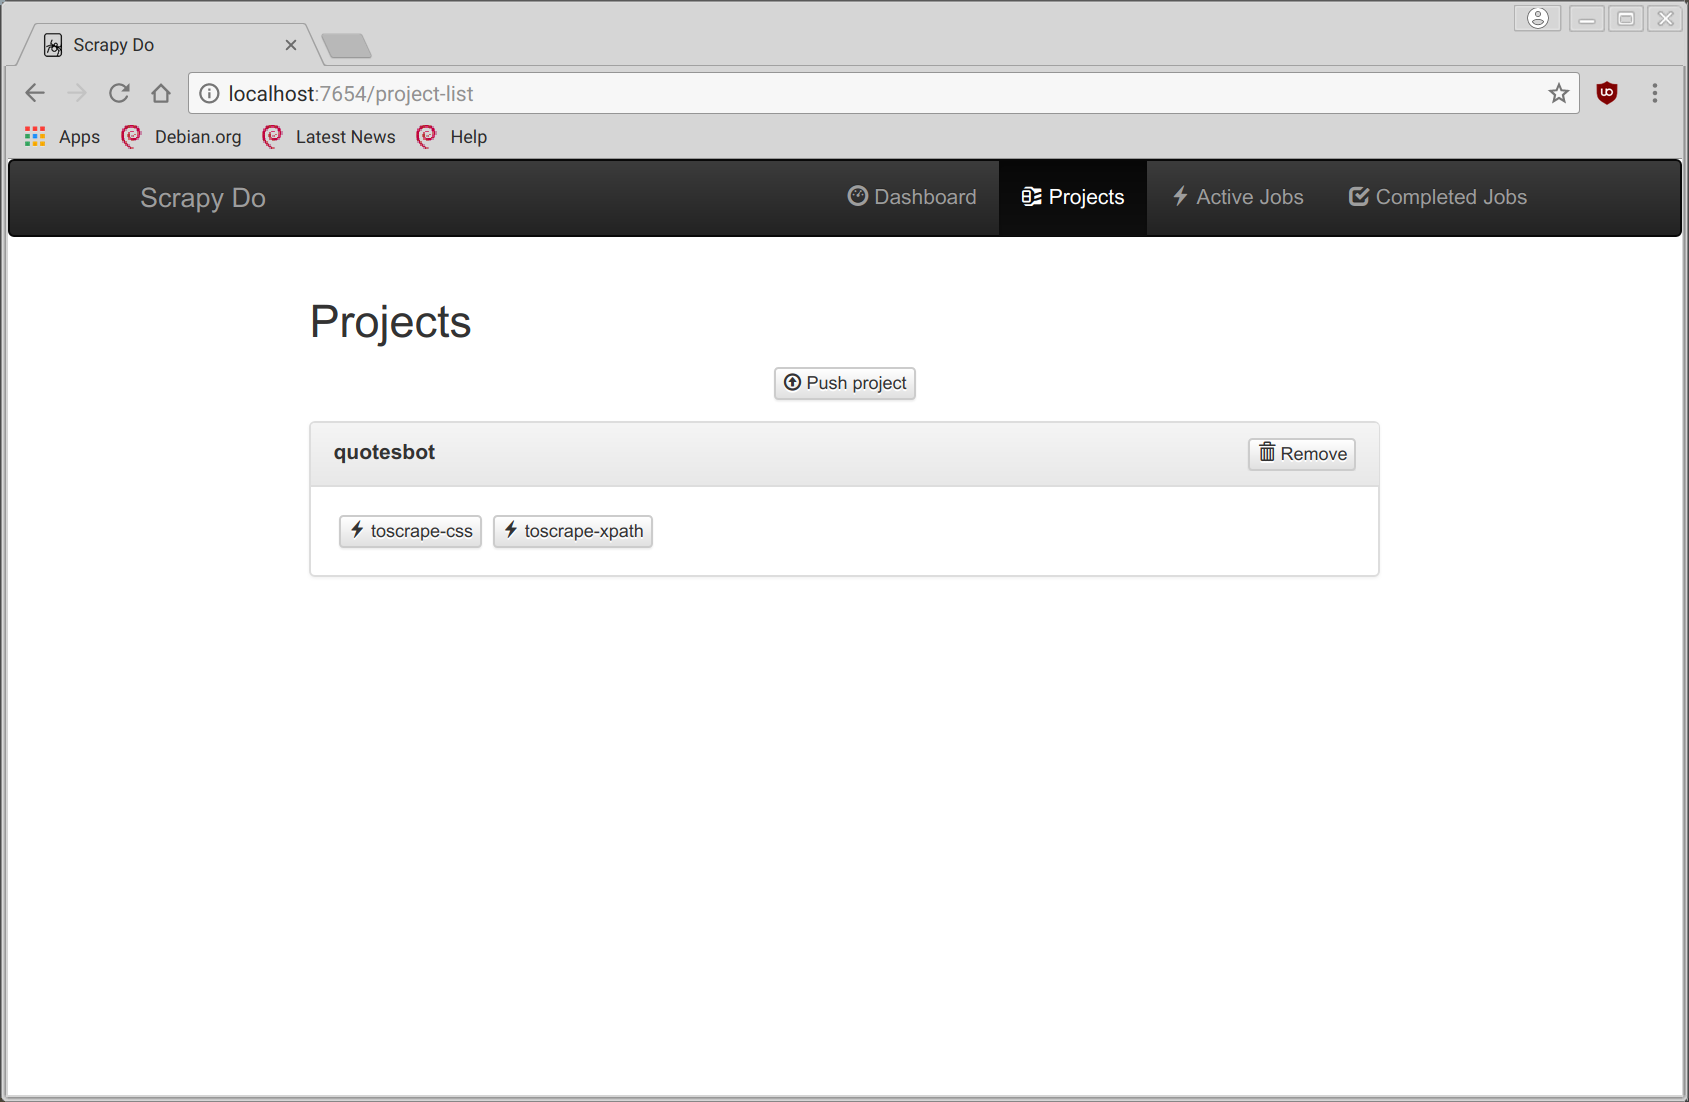 Scrapy Do
localhost:7654/project-list
Apps Debian.org Latest News Help
Scrapy Do Dashboard Projects Active Jobs Completed Jobs
Projects
Push project
quotesbot Remove
toscrape-css toscrape-xpath